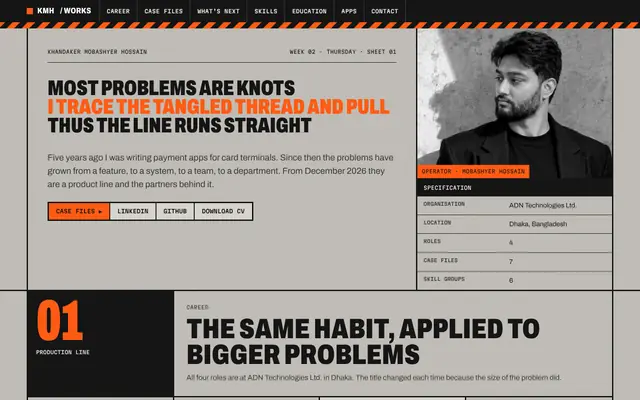 KMH / WORKS
CAREER
CASE FILES
WHAT'S NEXT
SKILLS
EDUCATION
APPS
CONTACT
KHANDAKER MOBASHYER HOSSAIN
WEEK 02 · THURSDAY · SHEET 01
MOST PROBLEMS ARE KNOTS
I TRACE THE TANGLED THREAD AND PULL
THUS THE LINE RUNS STRAIGHT
Five years ago I was writing payment apps for card terminals. Since then the problems have
grown from a feature, to a system, to a team, to a department. From December 2026 they
are a product line and the partners behind it.
CASE FILES ▸
LINKEDIN
GITHUB
DOWNLOAD CV
OPERATOR · MOBASHYER HOSSAIN
SPECIFICATION
ORGANISATION ADN Technologies Ltd.
LOCATION Dhaka, Bangladesh
ROLES 4
CASE FILES 7
SKILL GROUPS 6
01
PRODUCTION LINE
CAREER
THE SAME HABIT, APPLIED TO
BIGGER PROBLEMS
All four roles are at ADN Technologies Ltd. in Dhaka. The title changed each time because the size of the problem did.